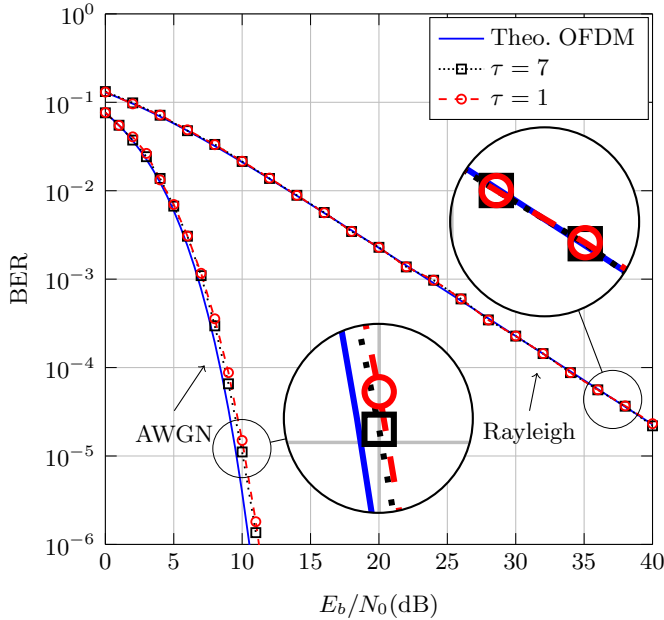 10^0
10^−1
10^−2
10^−3
10^−4
10^−5
10^−6
BER
Theo. OFDM
τ = 7
τ = 1
AWGN
Rayleigh
0 5 10 15 20 25 30 35 40
E_b/N_0(dB)